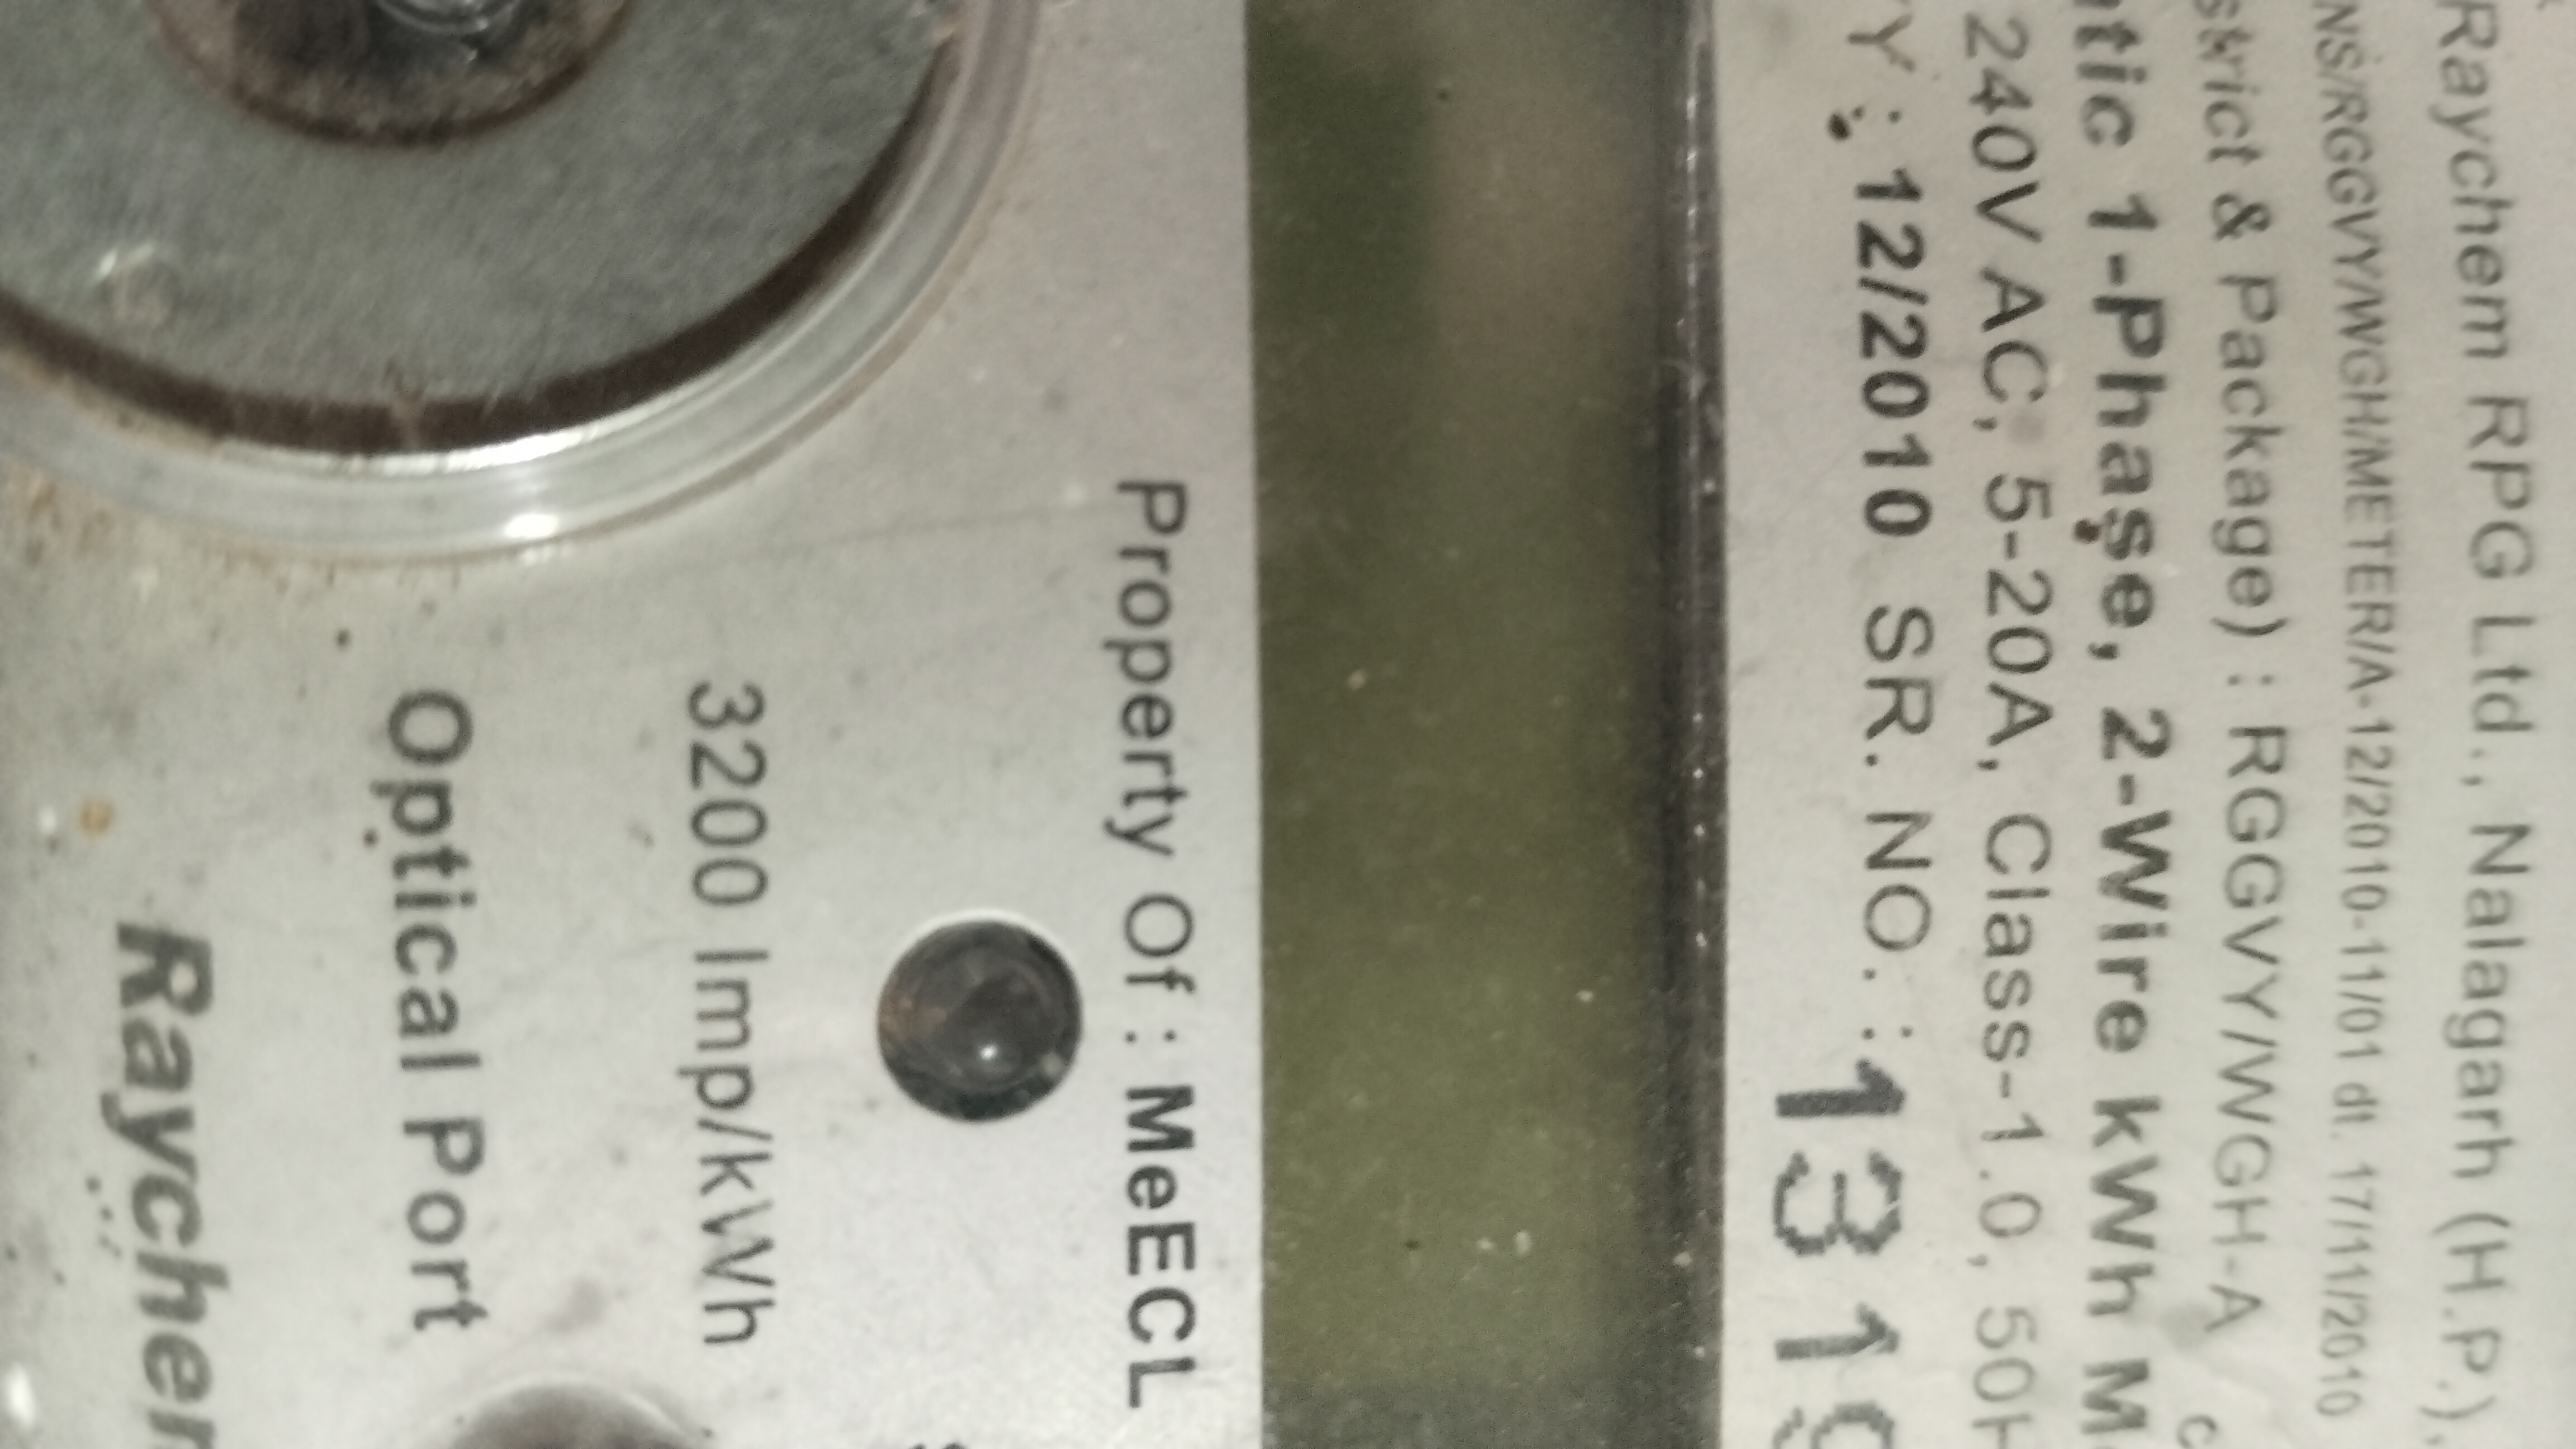 Raychem RPG Ltd., Nalagarh (H.P.),
NS/RGGVY/WGH/METER/A-12/2010-11/01 dt. 17/11/2010
strict & Package) : RGGVY/WGH-A
tic 1-Phase, 2-Wire kWh M
240V AC, 5-20A, Class-1.0, 50H
Y : 12/2010 SR. NO. : 1319
Property Of : MeECL
3200 Imp/kWh
Optical Port
Raychem